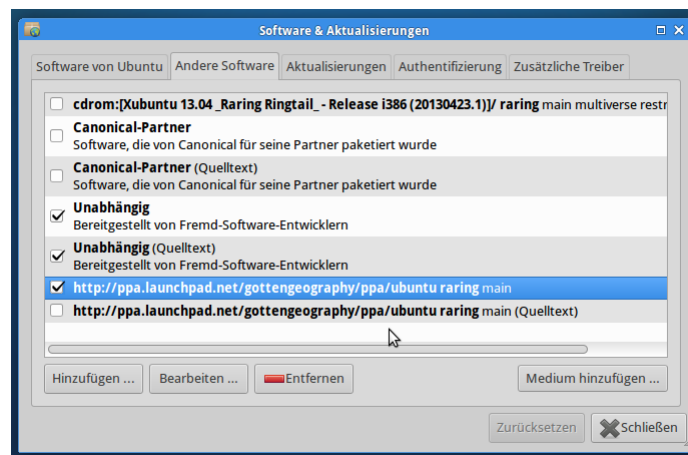 Software & Aktualisierungen
Software von Ubuntu Andere Software Aktualisierungen Authentifizierung Zusätzliche Treiber
cdrom:[Xubuntu 13.04 _Raring Ringtail_ - Release i386 (20130423.1)]/ raring main multiverse restr
Canonical-Partner
Software, die von Canonical für seine Partner paketiert wurde
Canonical-Partner (Quelltext)
Software, die von Canonical für seine Partner paketiert wurde
Unabhängig
Bereitgestellt von Fremd-Software-Entwicklern
Unabhängig (Quelltext)
Bereitgestellt von Fremd-Software-Entwicklern
http://ppa.launchpad.net/gottengeography/ppa/ubuntu raring main
http://ppa.launchpad.net/gottengeography/ppa/ubuntu raring main (Quelltext)
Hinzufügen ... Bearbeiten ... Entfernen Medium hinzufügen ...
Zurücksetzen Schließen